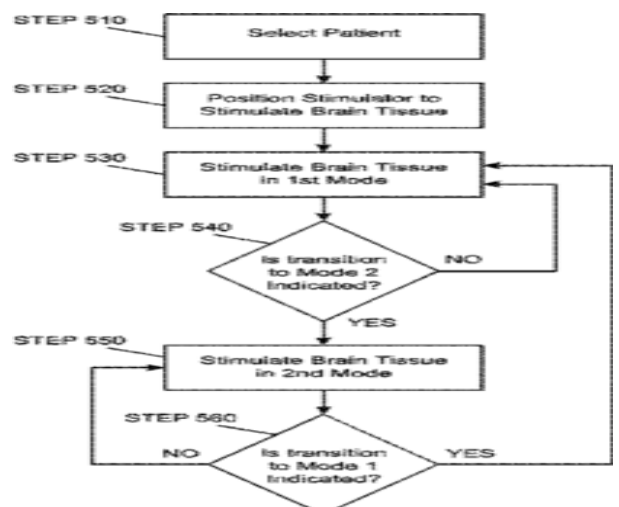 STEP 510
Select Patient
STEP 520
Position Stimulator to
Stimulate Brain Tissue
STEP 530
Stimulate Brain Tissue
in 1st Mode
STEP 540
Is transition
to Mode 2
Indicated?
NO
YES
STEP 550
Stimulate Brain Tissue
in 2nd Mode
STEP 560
NO
Is transition
to Mode 1
Indicated?
YES